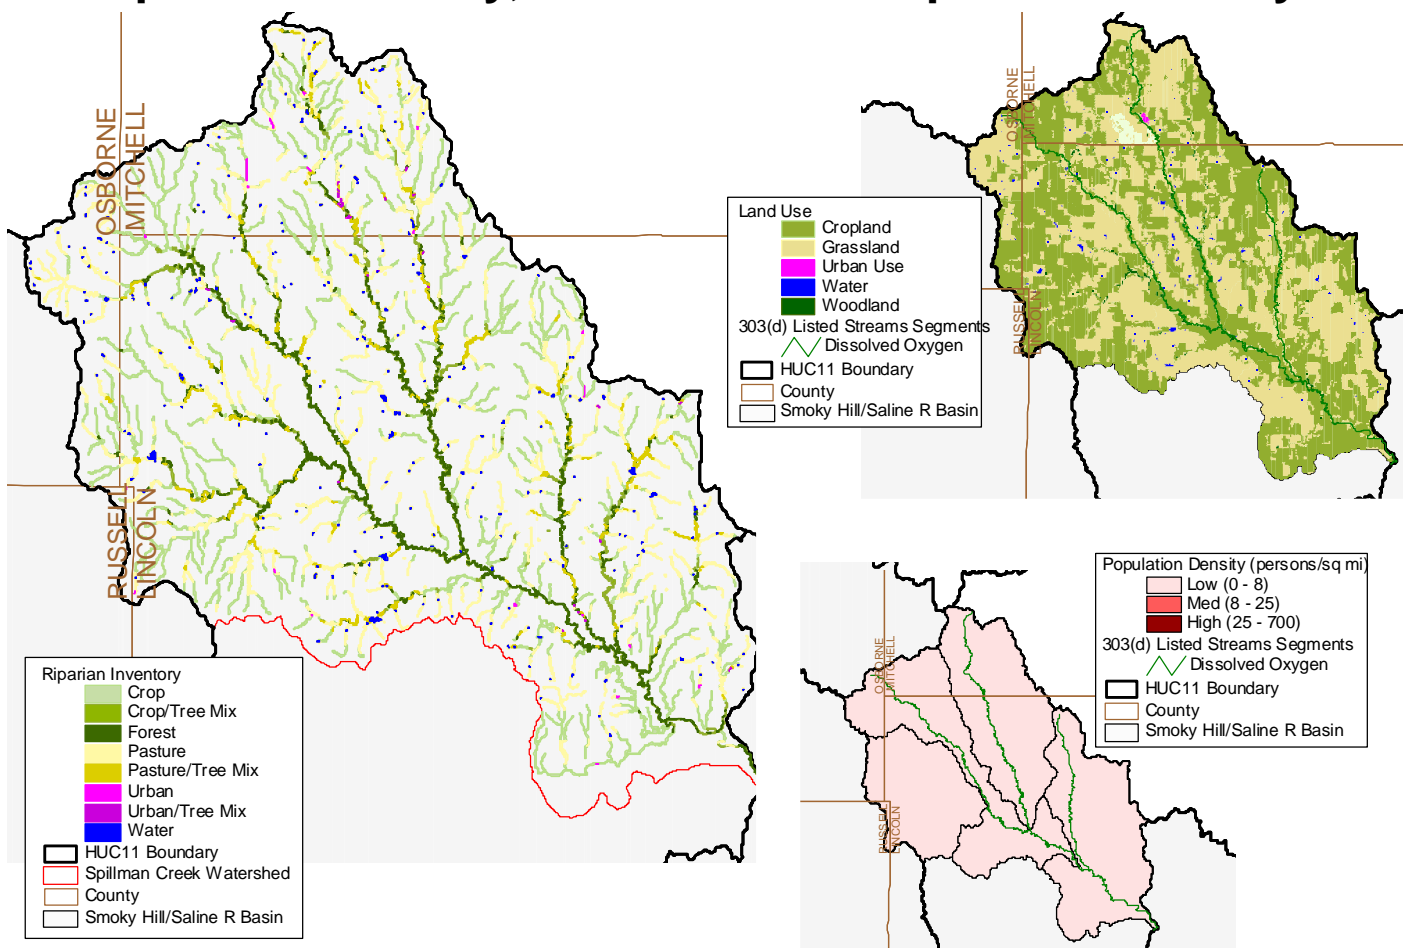 OSBORNE
MITCHELL
RUSSELL
LINCOLN
Riparian Inventory
Crop
Crop/Tree Mix
Forest
Pasture
Pasture/Tree Mix
Urban
Urban/Tree Mix
Water
HUC11 Boundary
Spillman Creek Watershed
County
Smoky Hill/Saline R Basin
OSBORNE
MITCHELL
RUSSELL
LINCOLN
Land Use
Cropland
Grassland
Urban Use
Water
Woodland
303(d) Listed Streams Segments
Dissolved Oxygen
HUC11 Boundary
County
Smoky Hill/Saline R Basin
OSBORNE
MITCHELL
RUSSELL
LINCOLN
Population Density (persons/sq mi)
Low (0 - 8)
Med (8 - 25)
High (25 - 700)
303(d) Listed Streams Segments
Dissolved Oxygen
HUC11 Boundary
County
Smoky Hill/Saline R Basin